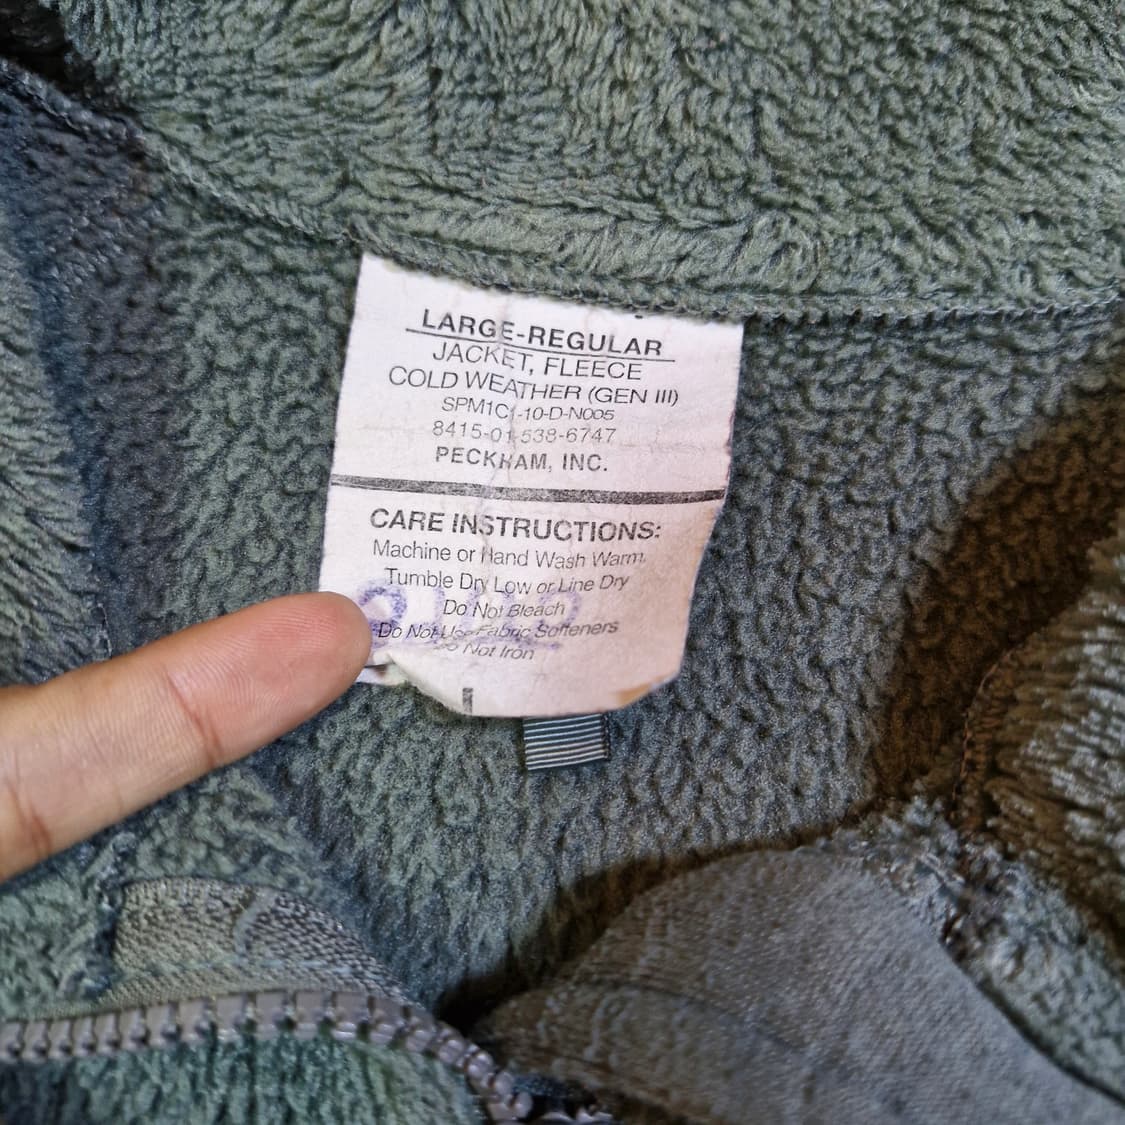 LARGE-REGULAR
JACKET, FLEECE
COLD WEATHER (GEN III)
SPM1C1-10-D-N005
8415-01-538-6747
PECKHAM, INC.
CARE INSTRUCTIONS:
Machine or Hand Wash Warm.
Tumble Dry Low or Line Dry
Do Not Bleach
Do Not Use Fabric Softeners
Do Not Iron